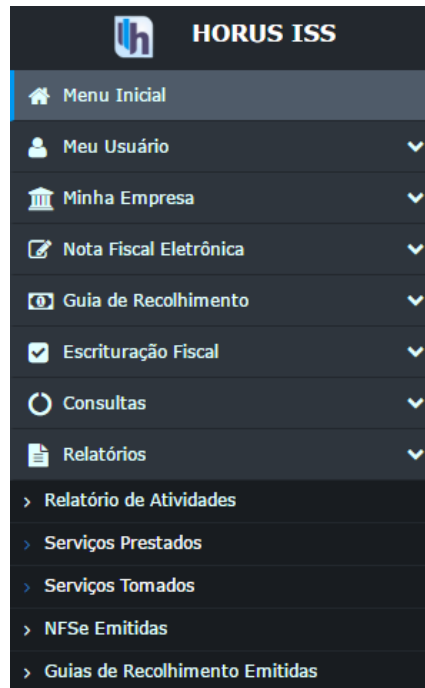 HORUS ISS
Menu Inicial
Meu Usuário
Minha Empresa
Nota Fiscal Eletrônica
Guia de Recolhimento
Escrituração Fiscal
Consultas
Relatórios
Relatório de Atividades
Serviços Prestados
Serviços Tomados
NFSe Emitidas
Guias de Recolhimento Emitidas